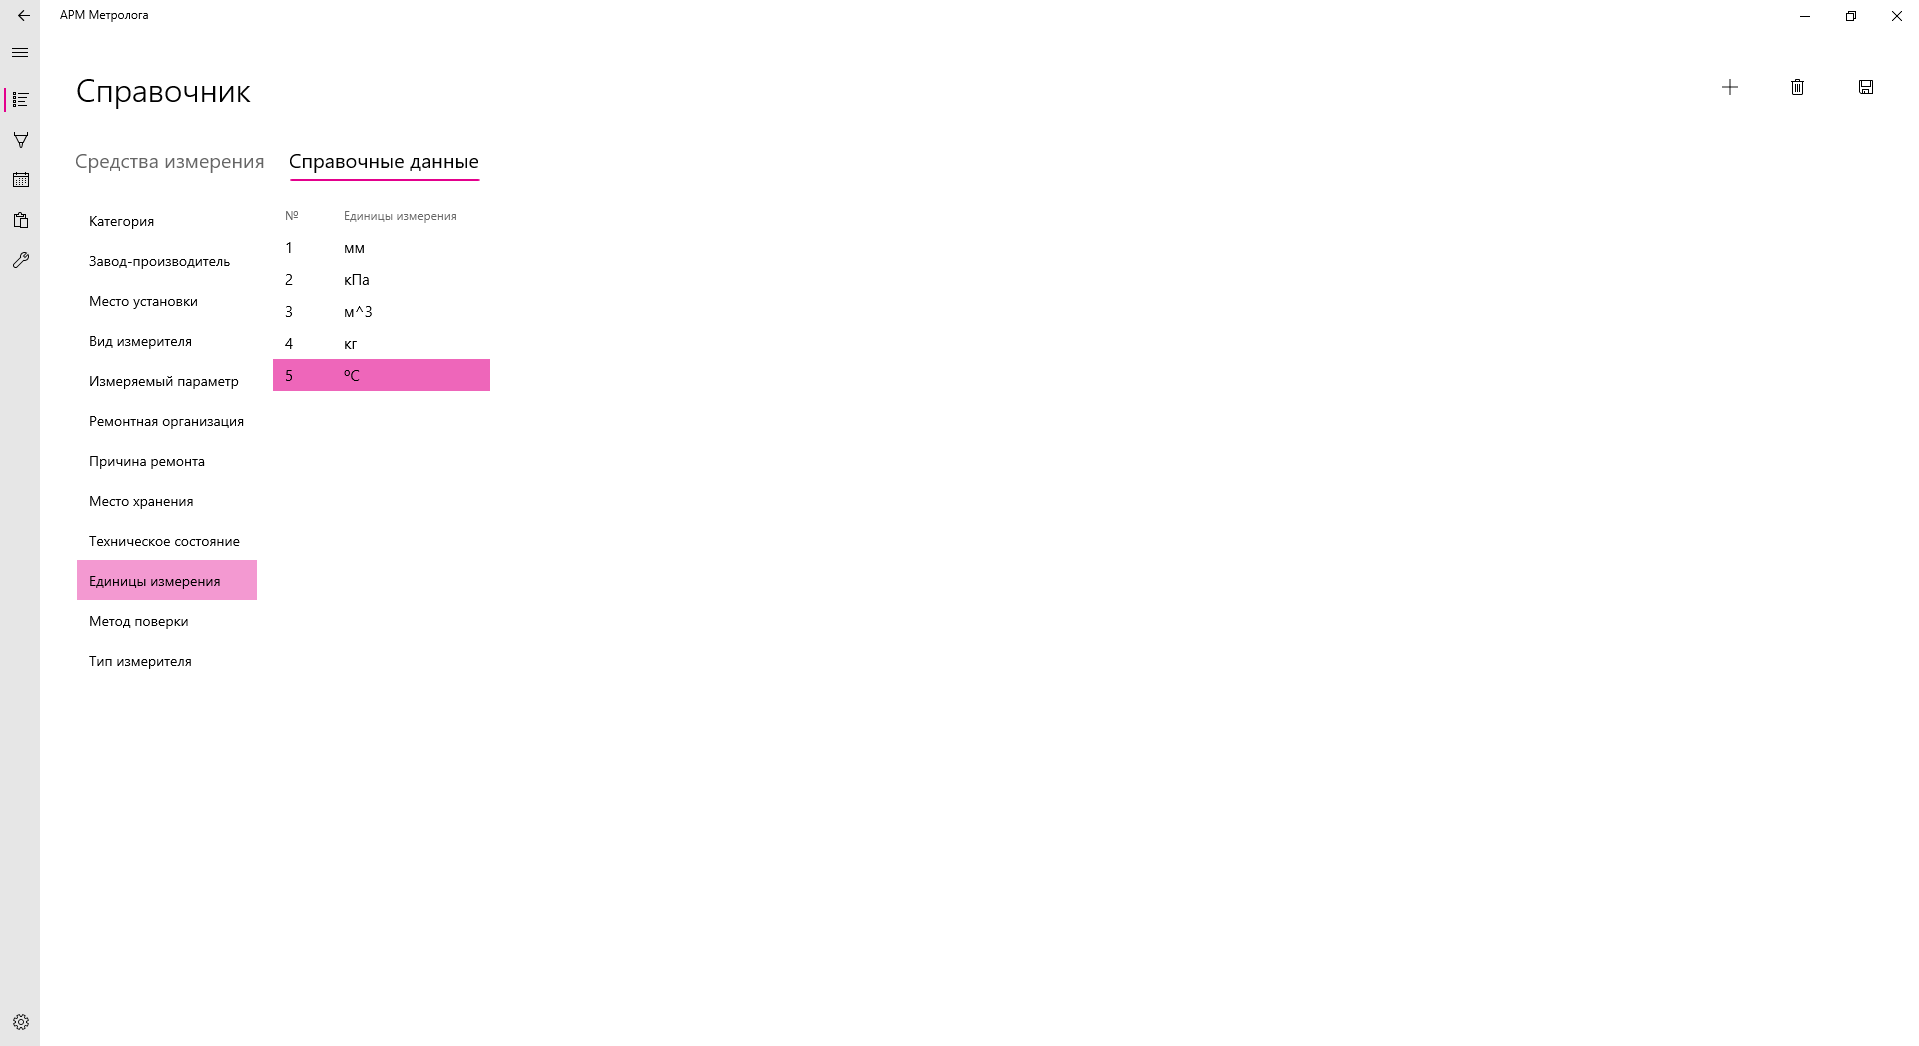 АРМ Метролога
Справочник
Средства измерения Справочные данные
Категория
Завод-производитель
Место установки
Вид измерителя
Измеряемый параметр
Ремонтная организация
Причина ремонта
Место хранения
Техническое состояние
Единицы измерения
Метод поверки
Тип измерителя
№ Единицы измерения
1 мм
2 кПа
3 м^3
4 кг
5 ºC